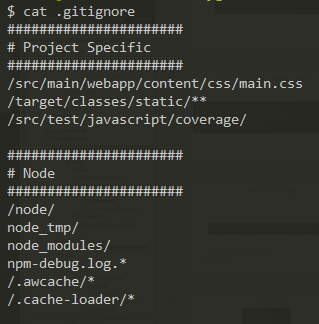 $ cat .gitignore
######################
# Project Specific
######################
/src/main/webapp/content/css/main.css
/target/classes/static/**
/src/test/javascript/coverage/

######################
# Node
######################
/node/
node_tmp/
node_modules/
npm-debug.log.*
/.awcache/*
/.cache-loader/*